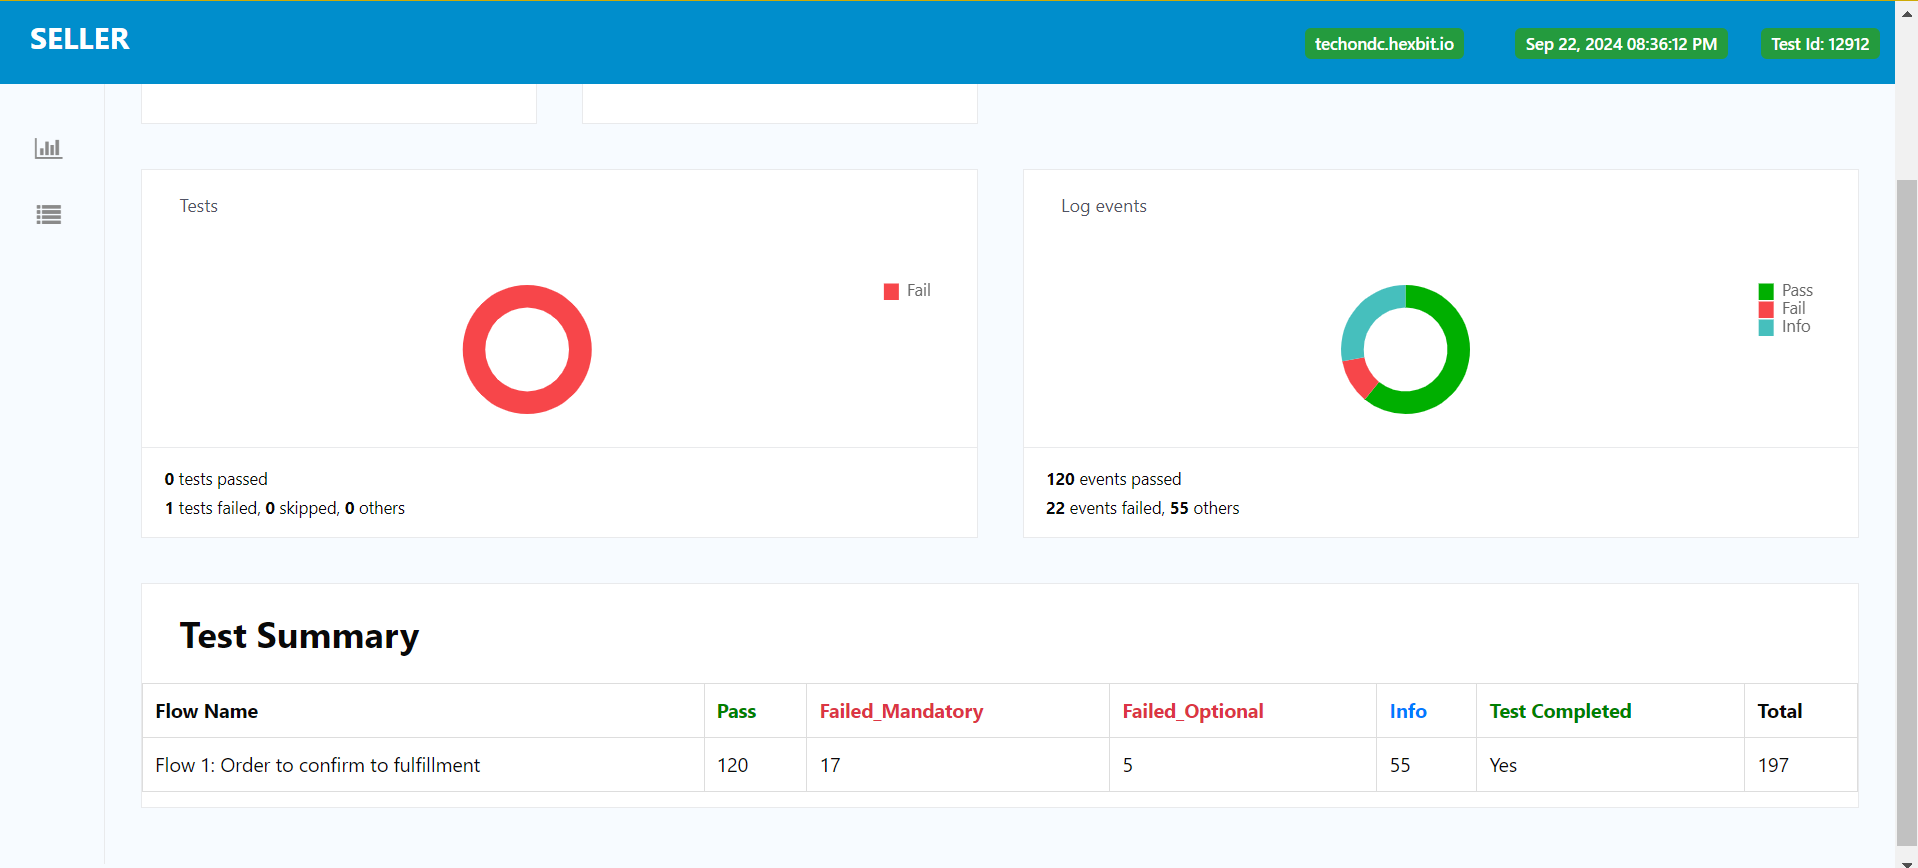 SELLER
techondc.hexbit.io
Sep 22, 2024 08:36:12 PM
Test Id: 12912
Tests
Fail
0 tests passed
1 tests failed, 0 skipped, 0 others
Log events
Pass
Fail
Info
120 events passed
22 events failed, 55 others
Test Summary
Flow Name Pass Failed_Mandatory Failed_Optional Info Test Completed Total
Flow 1: Order to confirm to fulfillment 120 17 5 55 Yes 197